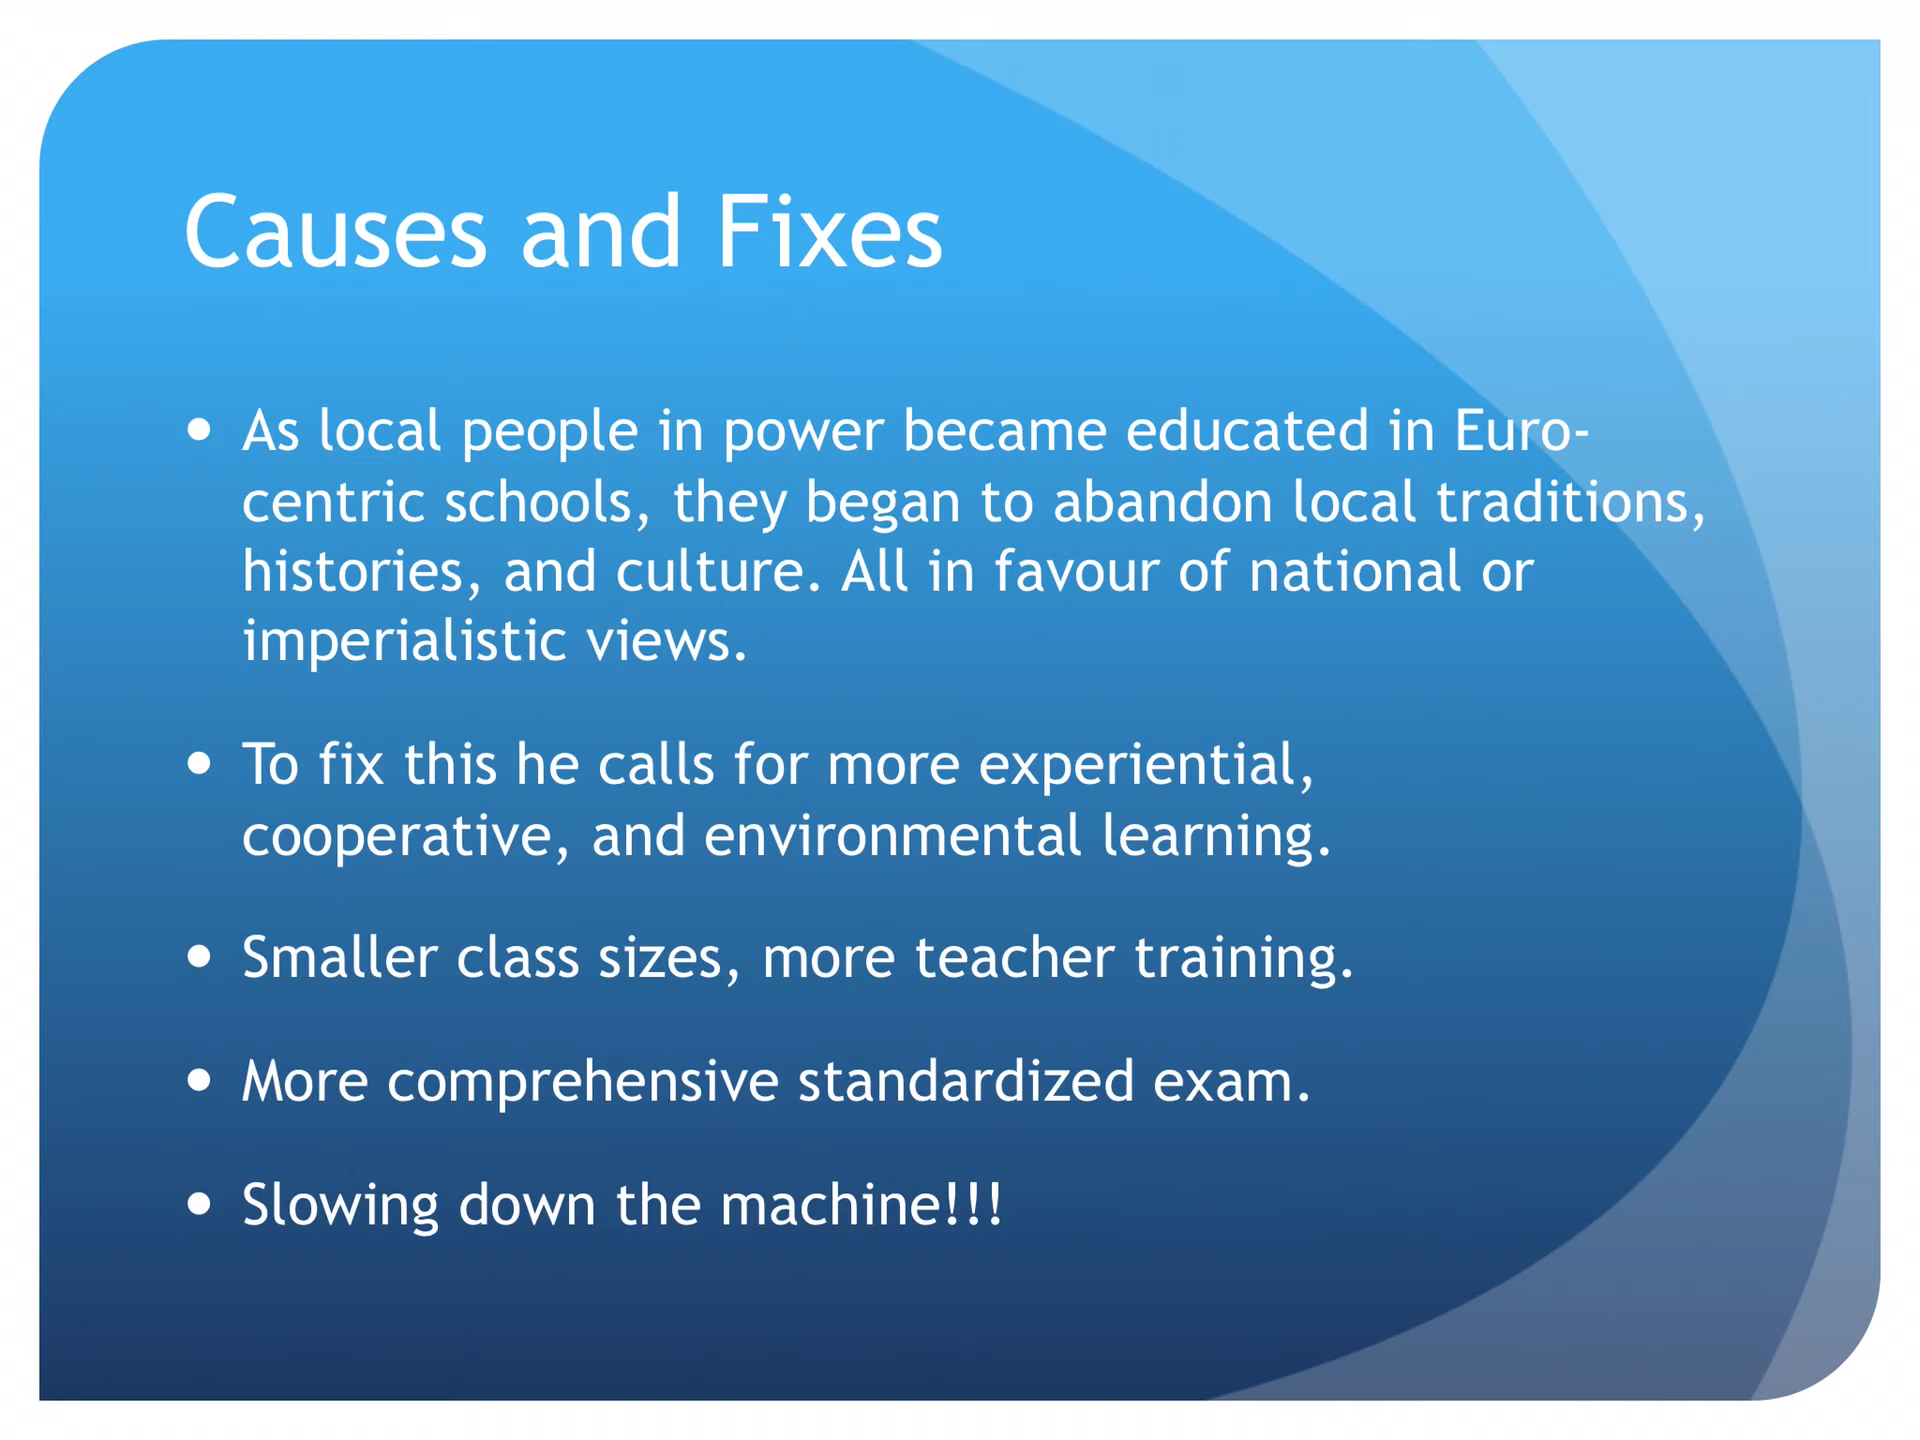 Causes and Fixes
• As local people in power became educated in Euro-
centric schools, they began to abandon local traditions,
histories, and culture. All in favour of national or
imperialistic views.
• To fix this he calls for more experiential,
cooperative, and environmental learning.
• Smaller class sizes, more teacher training.
• More comprehensive standardized exam.
• Slowing down the machine!!!